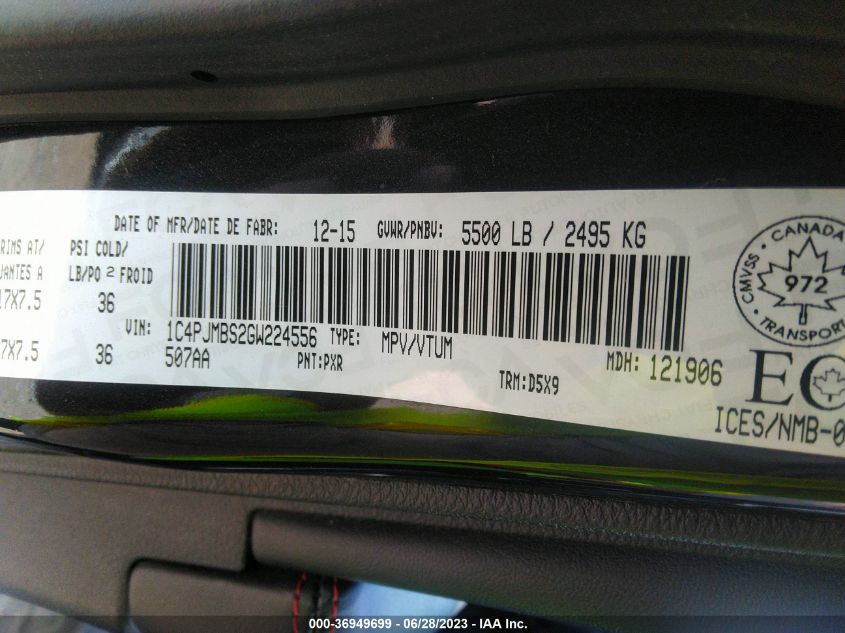 DATE OF MFR/DATE DE FABR: 12-15 GVWR/PNBV: 5500 LB / 2495 KG
RIMS AT/ PSI COLD/
LB/PO 2 FROID
17X7.5 36
VIN: 1C4PJMBS2GW224556 TYPE: MPV/VTUM
7X7.5 36 507AA PNT:PXR TRM:D5X9 MDH: 121906
CANADA
CMVSS
972
TRANSPORT
EC
ICES/NMB-0
000-36949699 - 06/28/2023 - IAA Inc.